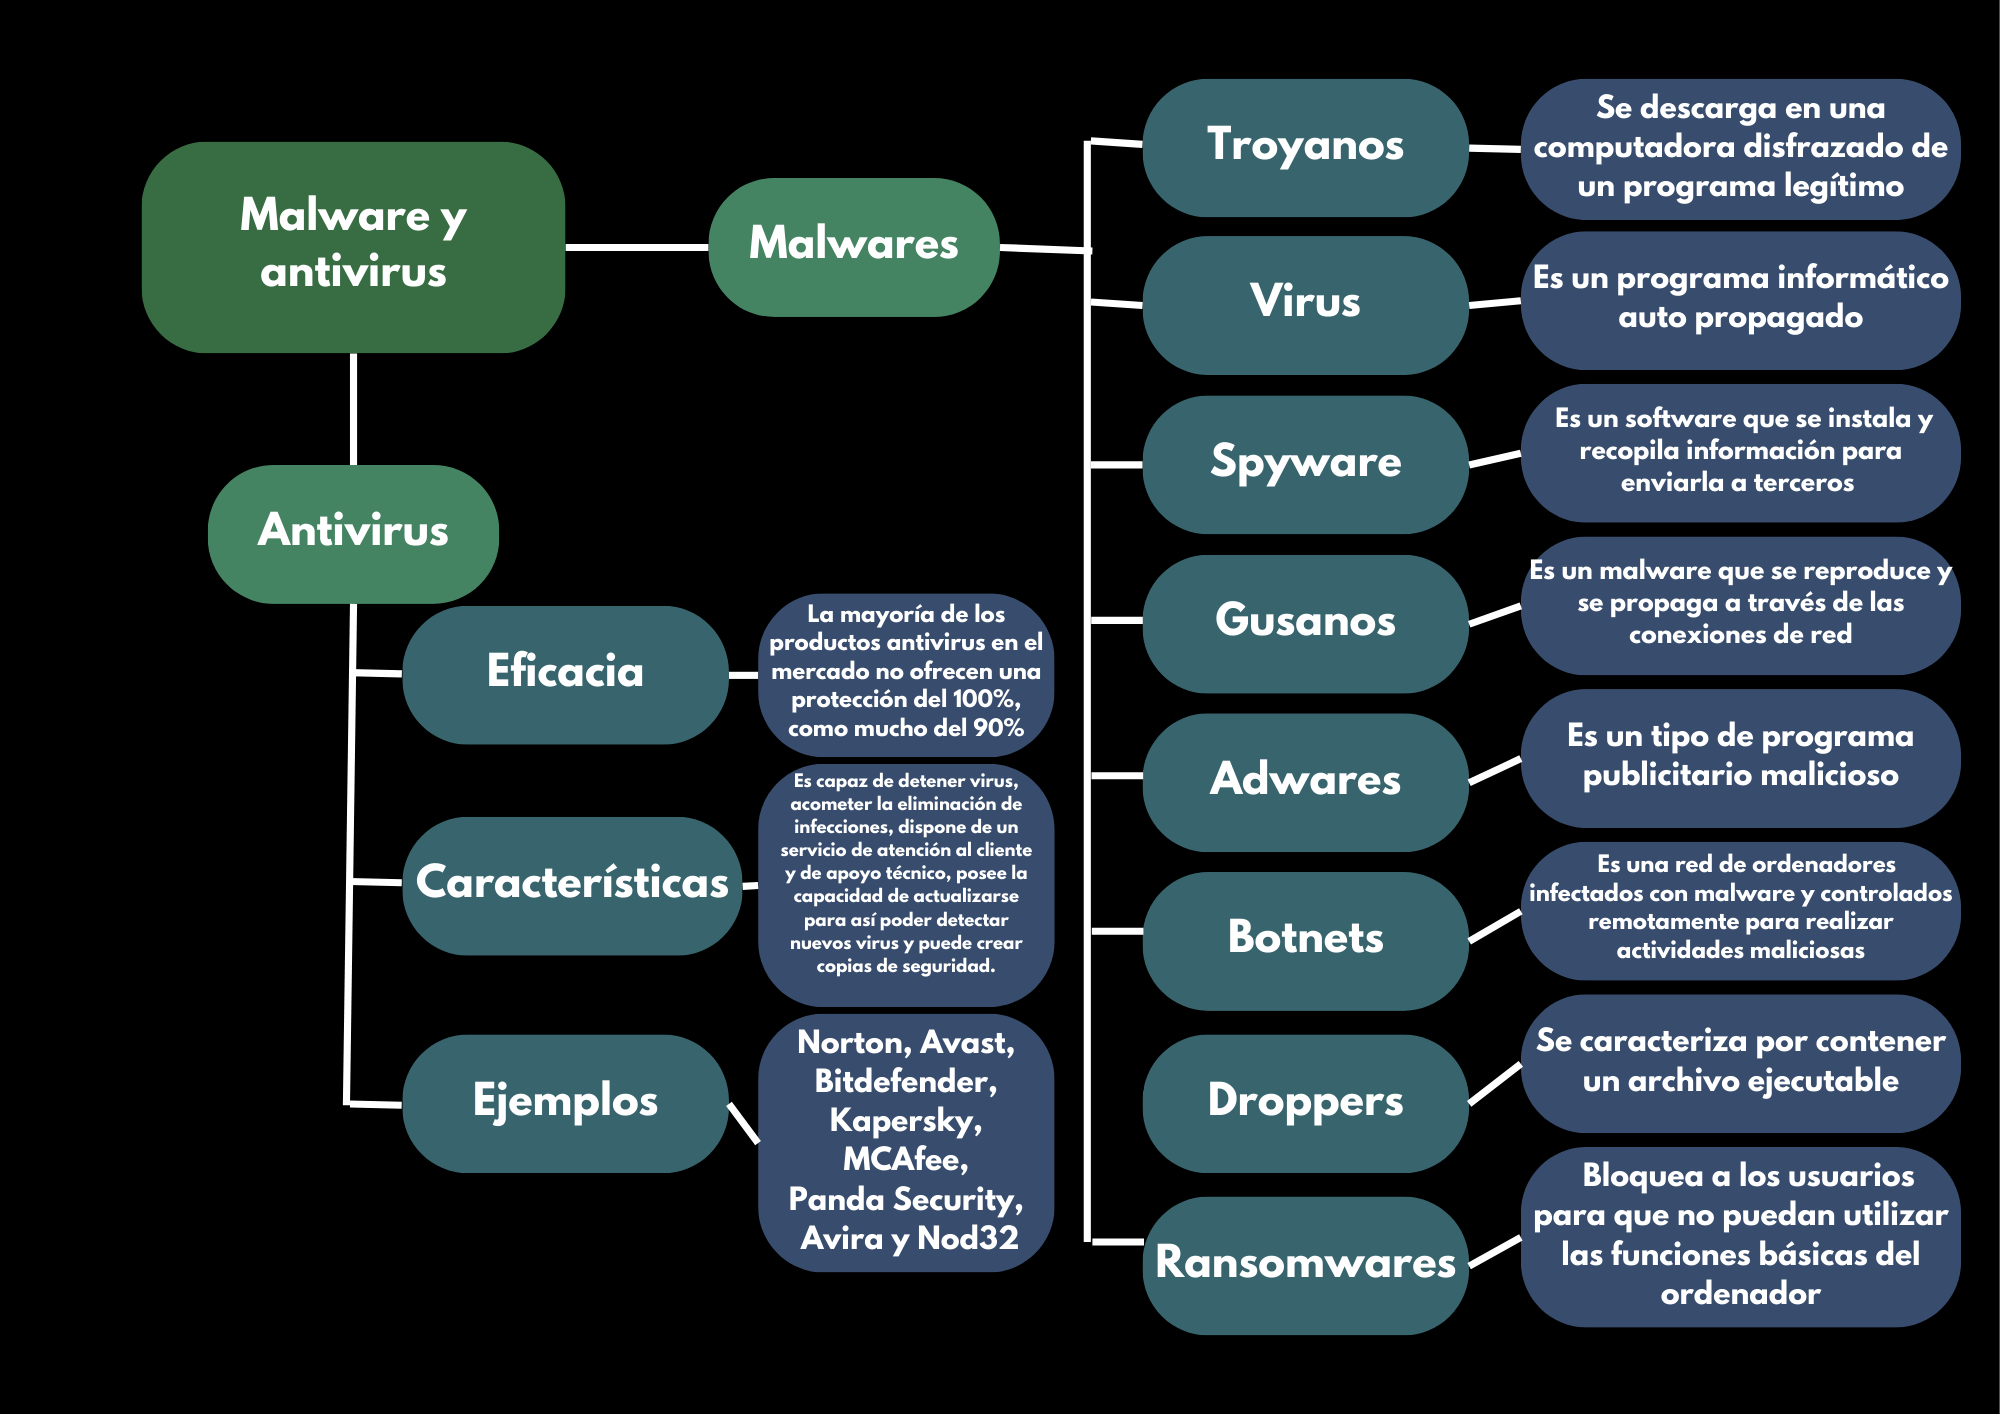 Malware y
antivirus
Malwares
Troyanos
Se descarga en una
computadora disfrazado de
un programa legítimo
Virus
Es un programa informático
auto propagado
Spyware
Es un software que se instala y
recopila información para
enviarla a terceros
Gusanos
Es un malware que se reproduce y
se propaga a través de las
conexiones de red
Adwares
Es un tipo de programa
publicitario malicioso
Botnets
Es una red de ordenadores
infectados con malware y controlados
remotamente para realizar
actividades maliciosas
Droppers
Se caracteriza por contener
un archivo ejecutable
Ransomwares
Bloquea a los usuarios
para que no puedan utilizar
las funciones básicas del
ordenador
Antivirus
Eficacia
La mayoría de los
productos antivirus en el
mercado no ofrecen una
protección del 100%,
como mucho del 90%
Características
Es capaz de detener virus,
acometer la eliminación de
infecciones, dispone de un
servicio de atención al cliente
y de apoyo técnico, posee la
capacidad de actualizarse
para así poder detectar
nuevos virus y puede crear
copias de seguridad.
Ejemplos
Norton, Avast,
Bitdefender,
Kapersky,
MCAfee,
Panda Security,
Avira y Nod32